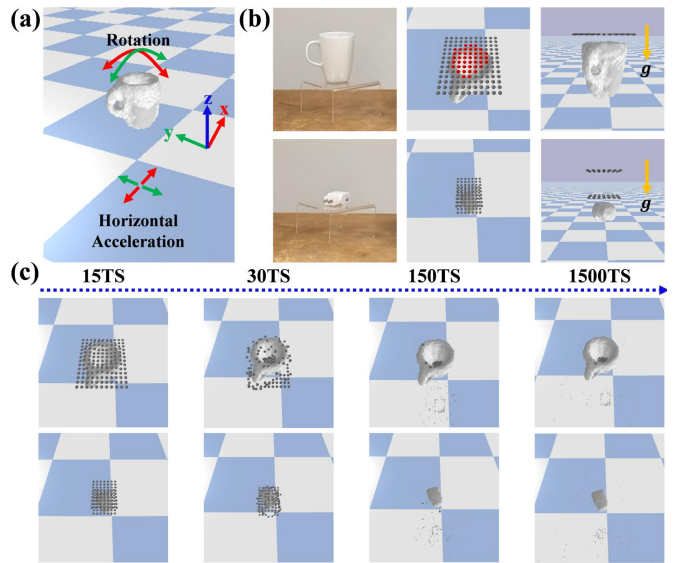 (a)
Rotation
z
x
y
Horizontal
Acceleration
(b)
g
g
(c)
15TS
30TS
150TS
1500TS